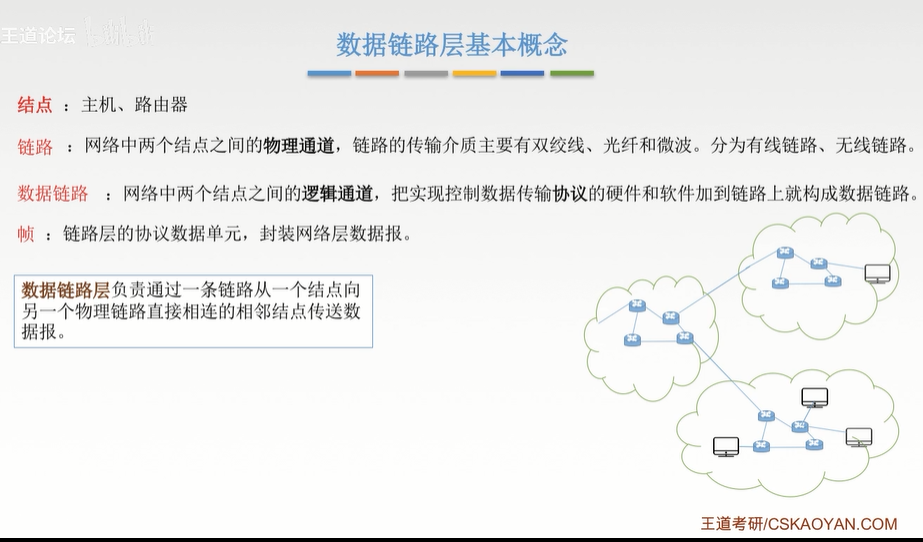 王道论坛
数据链路层基本概念
结点 ：主机、路由器
链路 ：网络中两个结点之间的物理通道，链路的传输介质主要有双绞线、光纤和微波。分为有线链路、无线链路。
数据链路 ：网络中两个结点之间的逻辑通道，把实现控制数据传输协议的硬件和软件加到链路上就构成数据链路。
帧 ：链路层的协议数据单元，封装网络层数据报。
数据链路层负责通过一条链路从一个结点向
另一个物理链路直接相连的相邻结点传送数
据报。
王道考研/CSKAOYAN.COM